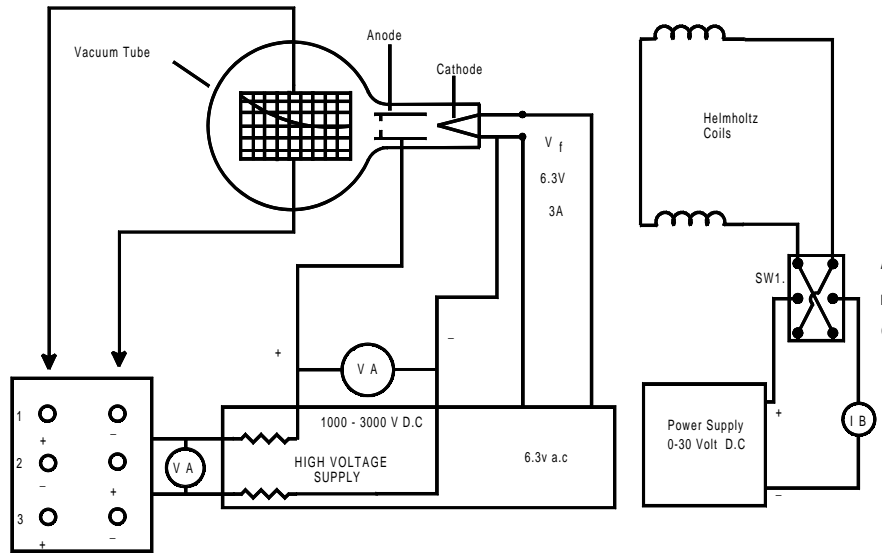 Anode
Vacuum Tube
Cathode
V f
6.3V
3A
Helmholtz
Coils
SW1.
+
–
V A
1000 - 3000 V D.C
HIGH VOLTAGE
SUPPLY
6.3v a.c
1
+
–
2
–
+
3
+
–
V A
Power Supply
0-30 Volt D.C
+
–
I B